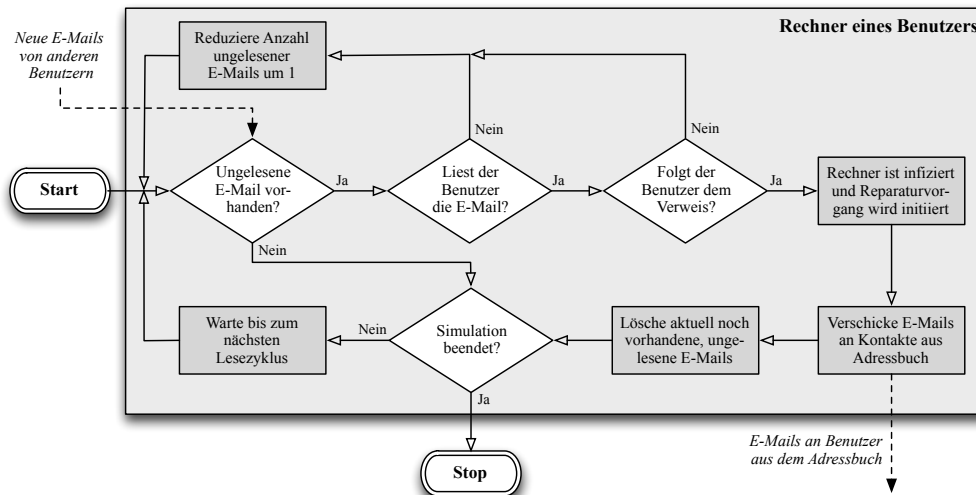 Rechner eines Benutzers
Neue E-Mails
von anderen
Benutzern
Reduziere Anzahl
ungelesener
E-Mails um 1
Nein
Nein
Start
Ungelesene
E-Mail vor-
handen?
Ja
Liest der
Benutzer
die E-Mail?
Ja
Folgt der
Benutzer dem
Verweis?
Ja
Rechner ist infiziert
und Reparaturvor-
gang wird initiiert
Nein
Warte bis zum
nächsten
Lesezyklus
Nein
Simulation
beendet?
Lösche aktuell noch
vorhandene, unge-
lesene E-Mails
Verschicke E-Mails
an Kontakte aus
Adressbuch
Ja
Stop
E-Mails an Benutzer
aus dem Adressbuch